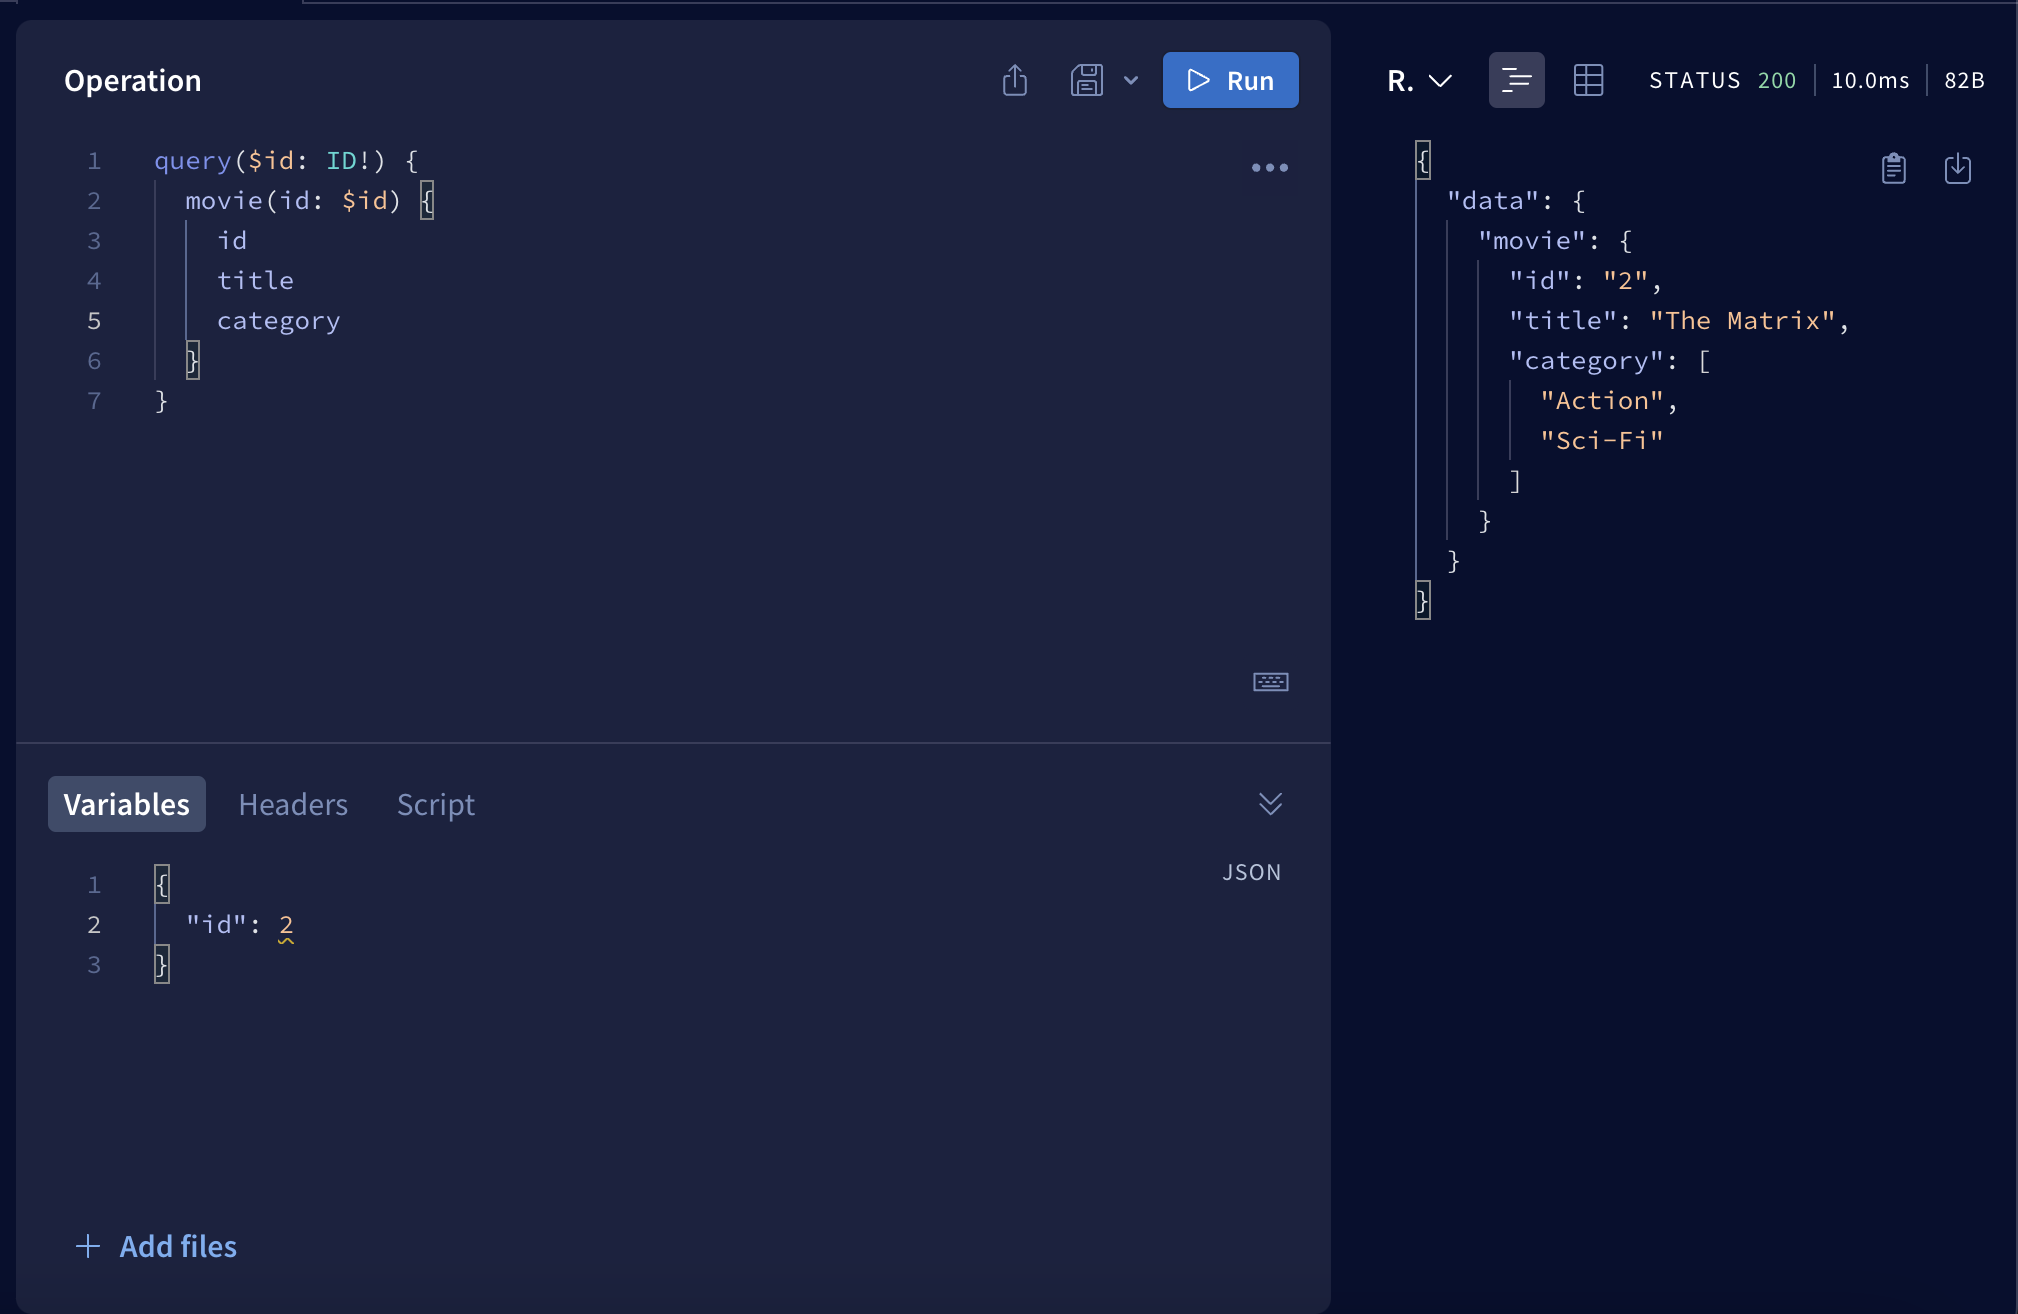 Operation
Run
1 query($id: ID!) {
2   movie(id: $id) {
3     id
4     title
5     category
6   }
7 }
Variables Headers Script
JSON
1 {
2   "id": 2
3 }
Add files
R. STATUS 200 10.0ms 82B
{
  "data": {
    "movie": {
      "id": "2",
      "title": "The Matrix",
      "category": [
        "Action",
        "Sci-Fi"
      ]
    }
  }
}